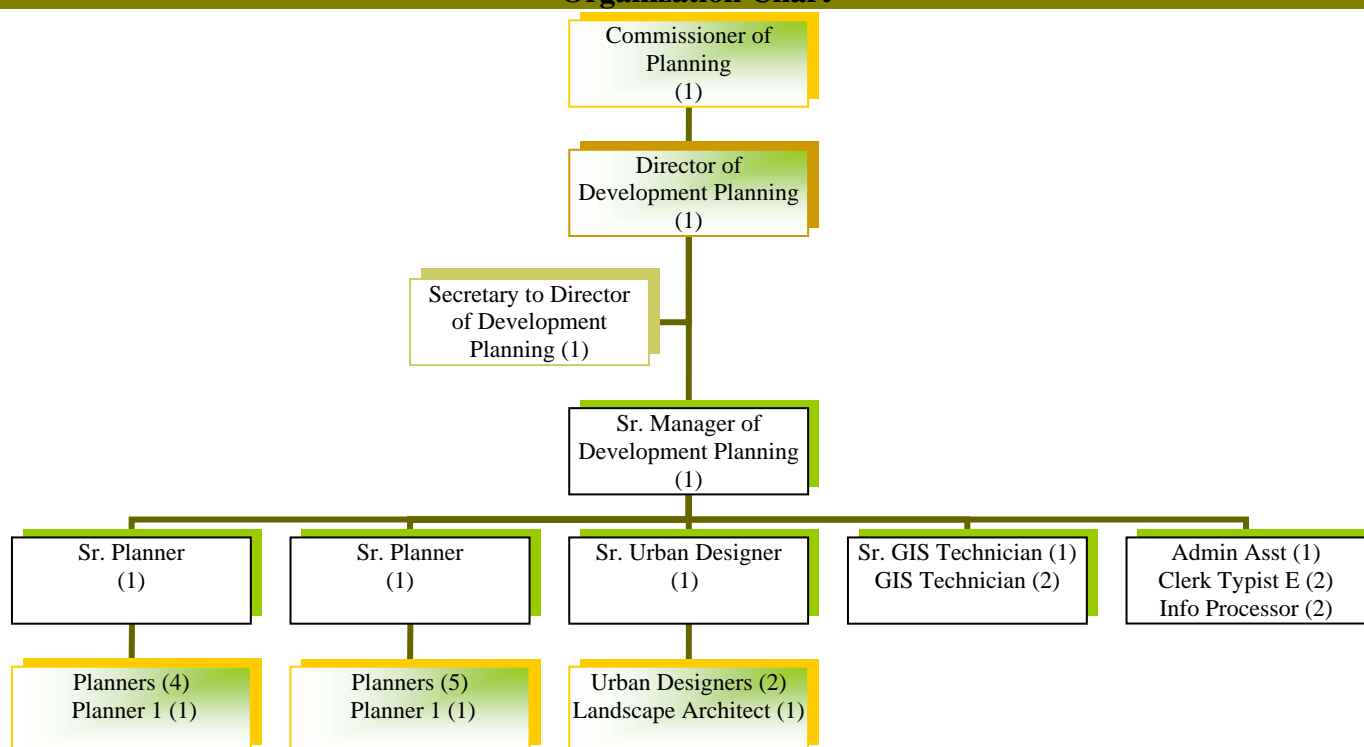 Organization Chart
Commissioner of
Planning
(1)
Director of
Development Planning
(1)
Secretary to Director
of Development
Planning (1)
Sr. Manager of
Development Planning
(1)
Sr. Planner
(1)
Sr. Planner
(1)
Sr. Urban Designer
(1)
Sr. GIS Technician (1)
GIS Technician (2)
Admin Asst (1)
Clerk Typist E (2)
Info Processor (2)
Planners (4)
Planner 1 (1)
Planners (5)
Planner 1 (1)
Urban Designers (2)
Landscape Architect (1)